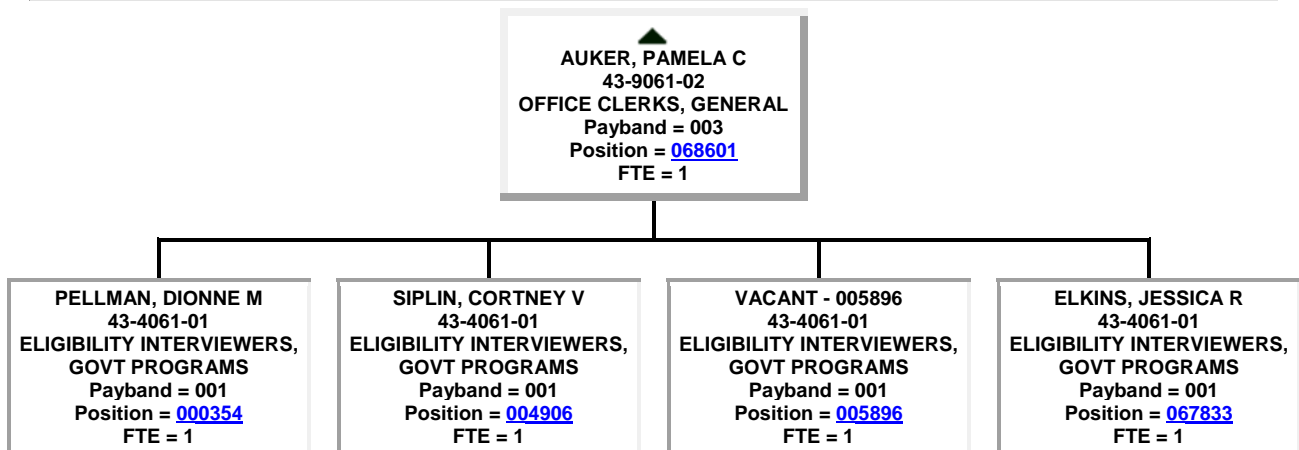 AUKER, PAMELA C
43-9061-02
OFFICE CLERKS, GENERAL
Payband = 003
Position = 068601
FTE = 1
PELLMAN, DIONNE M
43-4061-01
ELIGIBILITY INTERVIEWERS,
GOVT PROGRAMS
Payband = 001
Position = 000354
FTE = 1
SIPLIN, CORTNEY V
43-4061-01
ELIGIBILITY INTERVIEWERS,
GOVT PROGRAMS
Payband = 001
Position = 004906
FTE = 1
VACANT - 005896
43-4061-01
ELIGIBILITY INTERVIEWERS,
GOVT PROGRAMS
Payband = 001
Position = 005896
FTE = 1
ELKINS, JESSICA R
43-4061-01
ELIGIBILITY INTERVIEWERS,
GOVT PROGRAMS
Payband = 001
Position = 067833
FTE = 1